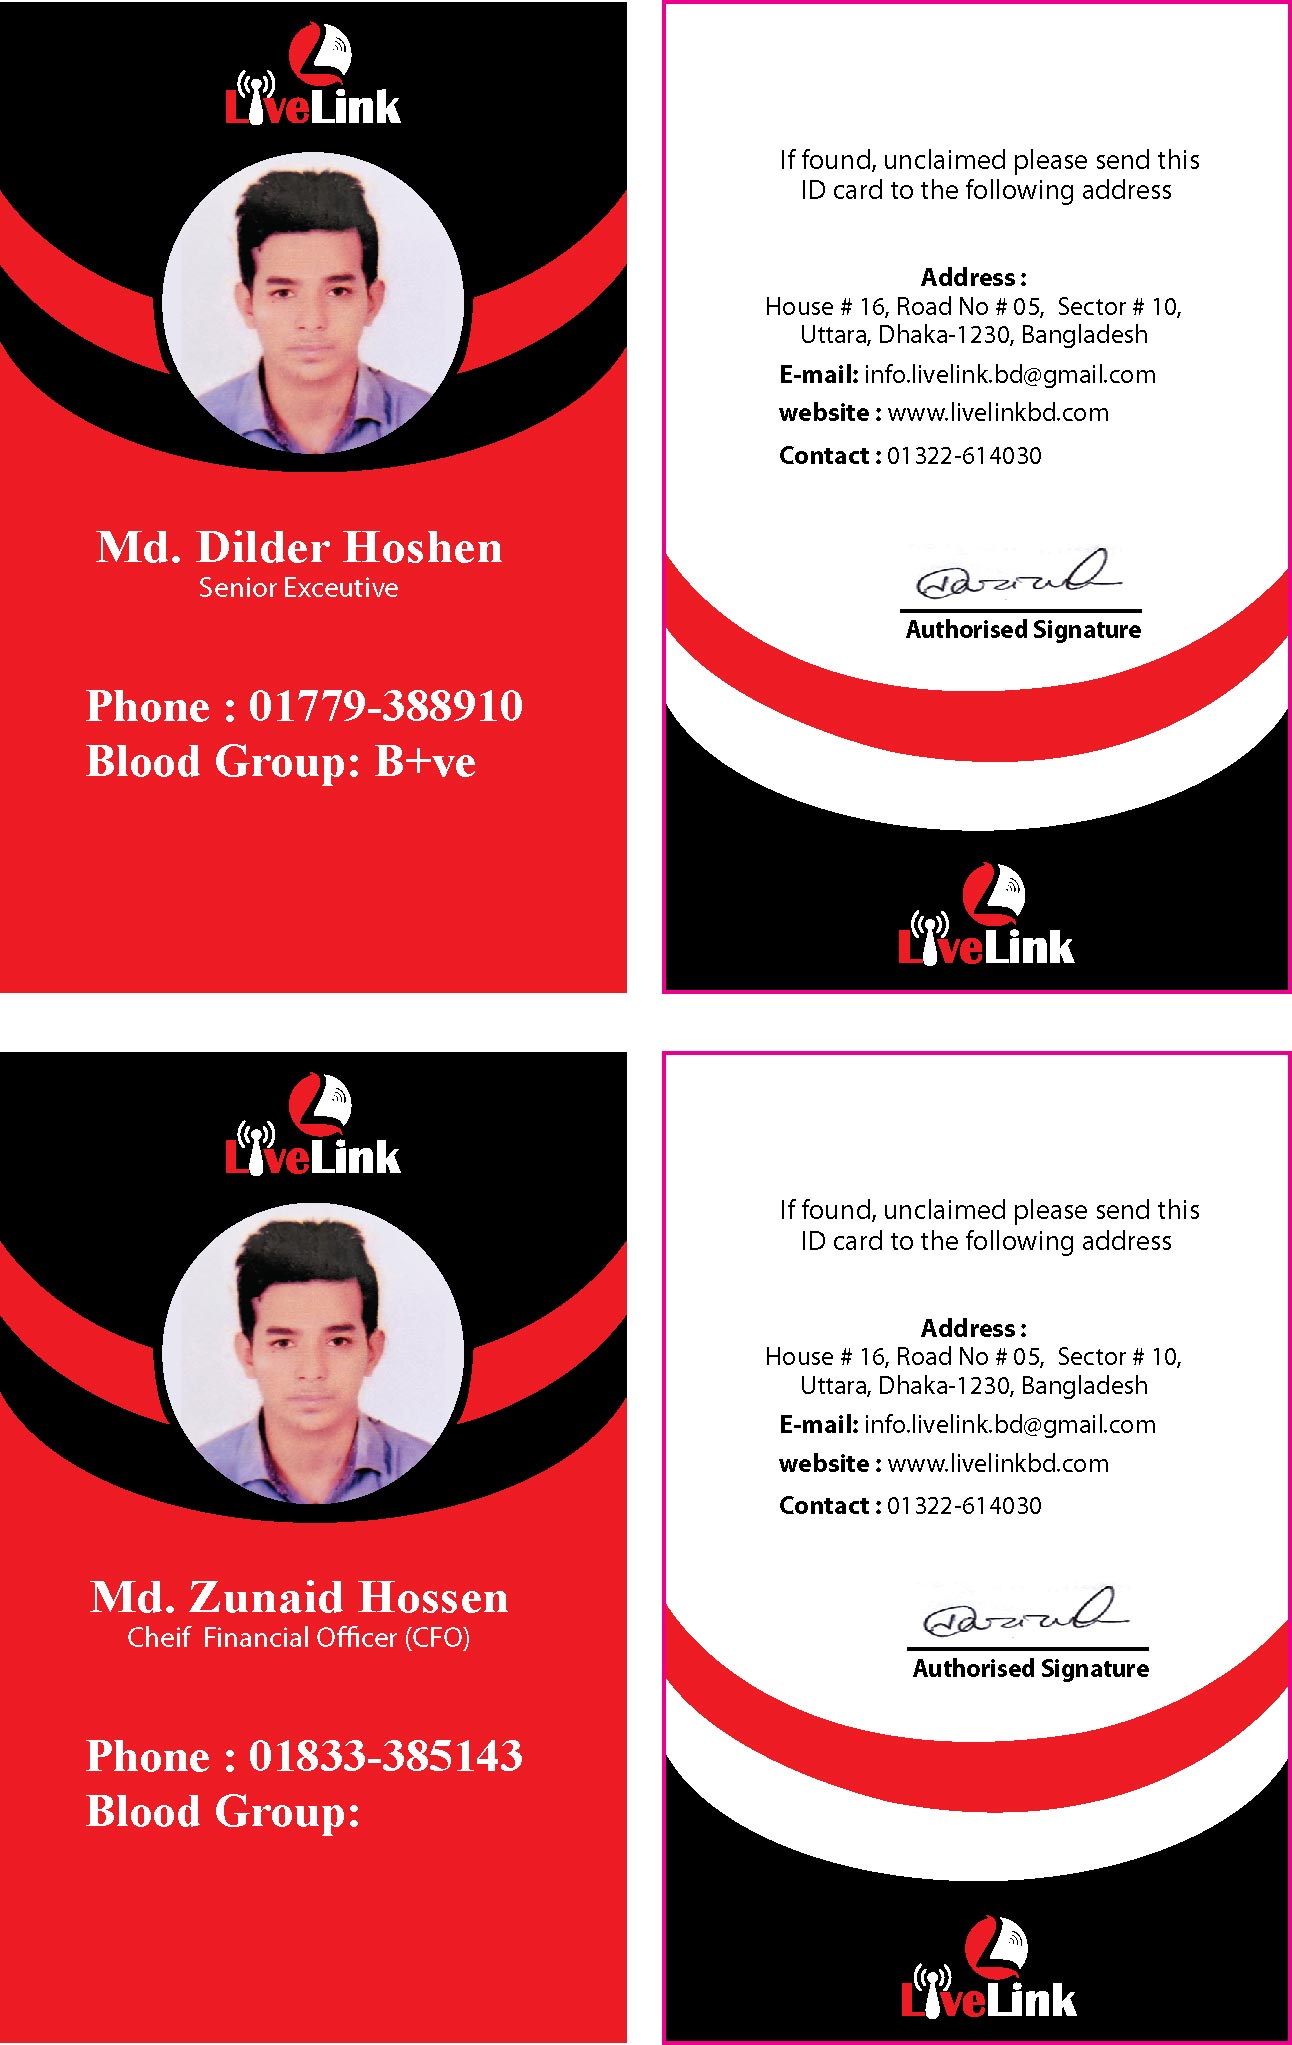 LiveLink
Md. Dilder Hoshen
Senior Exceutive
Phone : 01779-388910
Blood Group: B+ve
If found, unclaimed please send this
ID card to the following address
Address :
House # 16, Road No # 05, Sector # 10,
Uttara, Dhaka-1230, Bangladesh
E-mail: info.livelink.bd@gmail.com
website : www.livelinkbd.com
Contact : 01322-614030
Authorised Signature
LiveLink
LiveLink
Md. Zunaid Hossen
Cheif Financial Officer (CFO)
Phone : 01833-385143
Blood Group:
If found, unclaimed please send this
ID card to the following address
Address :
House # 16, Road No # 05, Sector # 10,
Uttara, Dhaka-1230, Bangladesh
E-mail: info.livelink.bd@gmail.com
website : www.livelinkbd.com
Contact : 01322-614030
Authorised Signature
LiveLink